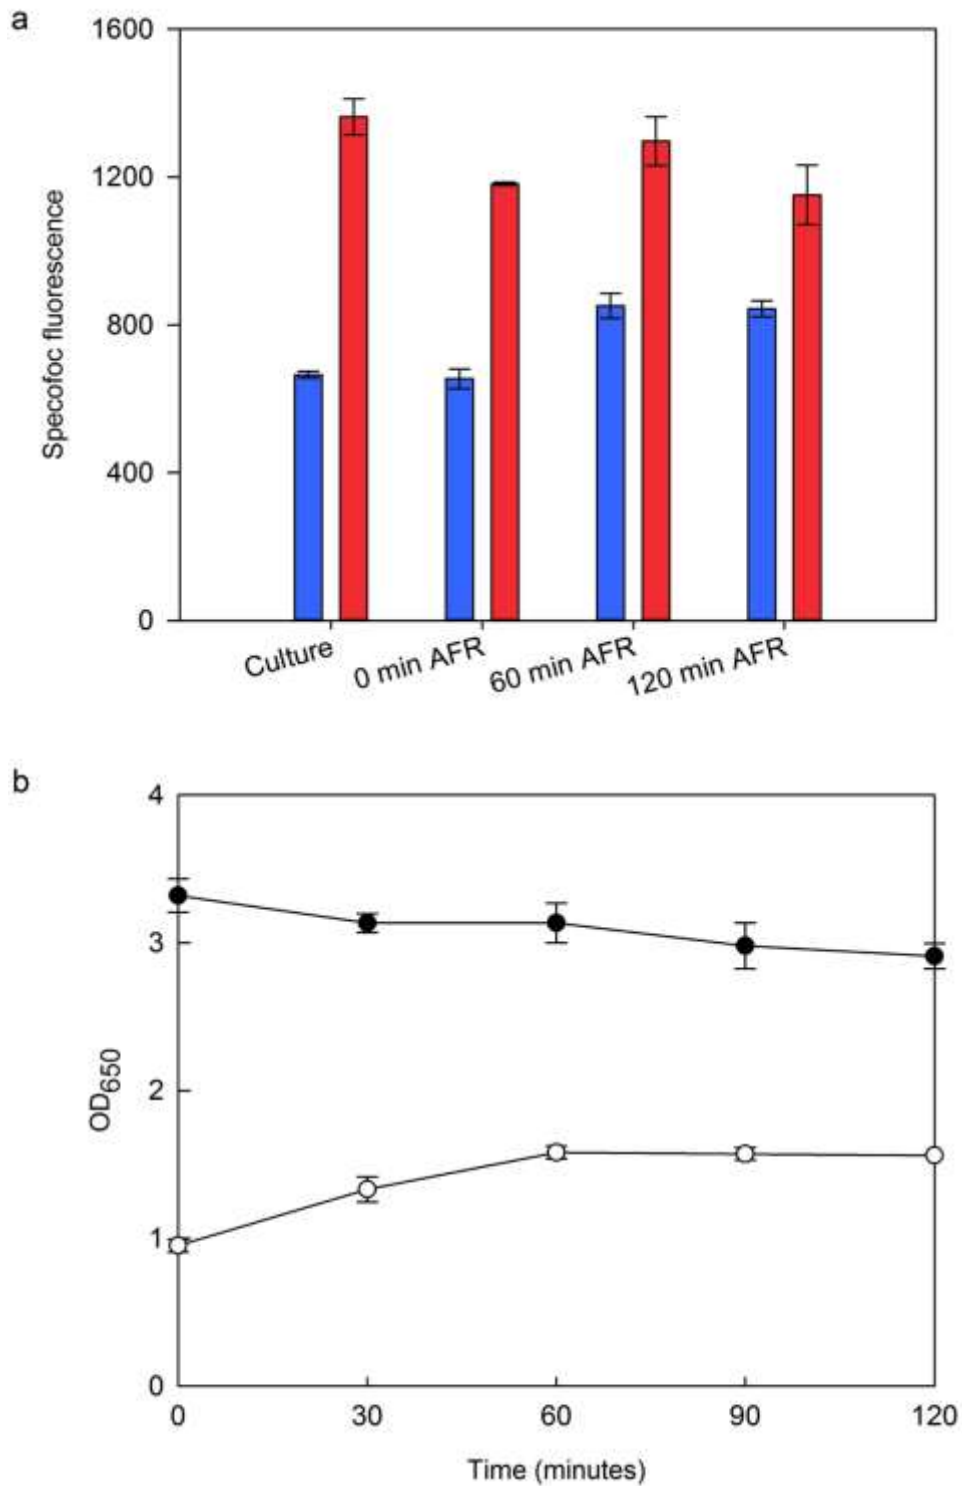 a
1600
1200
800
400
0
Specofoc fluorescence
Culture
0 min AFR
60 min AFR
120 min AFR
b
4
3
2
1
0
OD650
0 30 60 90 120
Time (minutes)